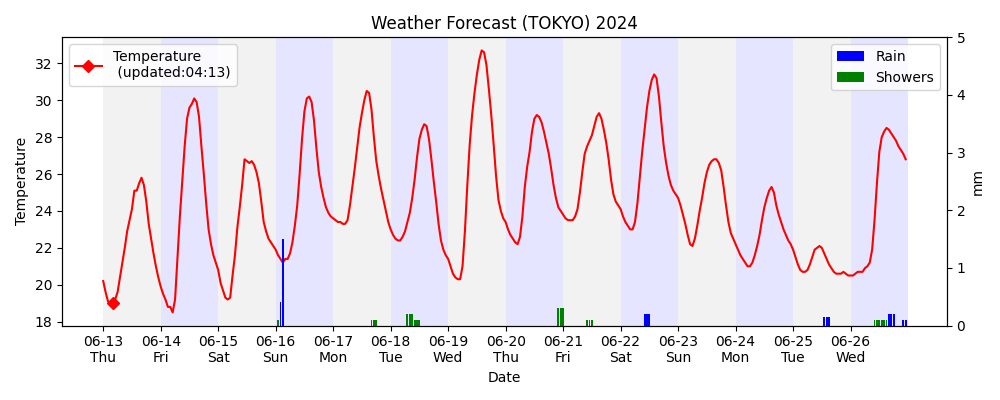 Weather Forecast (TOKYO) 2024
Temperature
(updated:04:13)
Rain
Showers
32
30
28
26
24
22
20
18
Temperature
5
4
3
2
1
0
mm
06-13 06-14 06-15 06-16 06-17 06-18 06-19 06-20 06-21 06-22 06-23 06-24 06-25 06-26
Thu Fri Sat Sun Mon Tue Wed Thu Fri Sat Sun Mon Tue Wed
Date